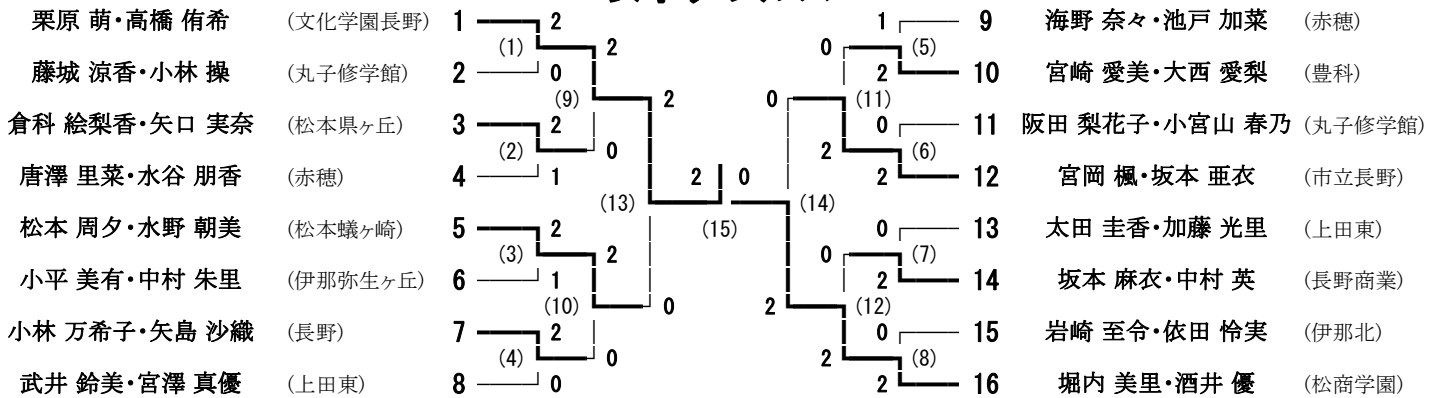 栗原 萌・高橋 侑希 (文化学園長野) 1 2
(1) 2
藤城 涼香・小林 操 (丸子修学館) 2 0
(9) 2
倉科 絵梨香・矢口 実奈 (松本県ヶ丘) 3 2
(2) 0
唐澤 里菜・水谷 朋香 (赤穂) 4 1
(13) 2
松本 周夕・水野 朝美 (松本蟻ヶ崎) 5 2
(3) 2
小平 美有・中村 朱里 (伊那弥生ヶ丘) 6 1
(10) 0
小林 万希子・矢島 沙織 (長野) 7 2
(4) 0
武井 鈴美・宮澤 真優 (上田東) 8 0
(15)
1 9 海野 奈々・池戸 加菜 (赤穂)
0 (5)
2 10 宮崎 愛美・大西 愛梨 (豊科)
0 (11)
0 11 阪田 梨花子・小宮山 春乃 (丸子修学館)
2 (6)
2 12 宮岡 楓・坂本 亜衣 (市立長野)
0 (14)
0 13 太田 圭香・加藤 光里 (上田東)
0 (7)
2 14 坂本 麻衣・中村 英 (長野商業)
2 (12)
0 15 岩崎 至令・依田 怜実 (伊那北)
2 (8)
2 16 堀内 美里・酒井 優 (松商学園)